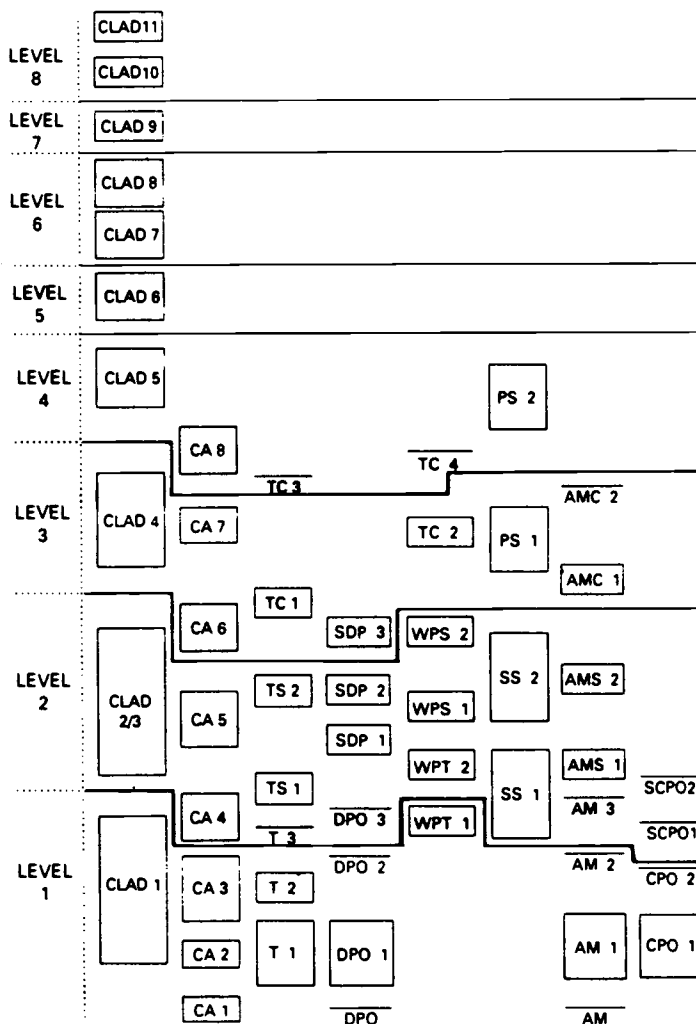 CLAD11
LEVEL
8
CLAD10
LEVEL
7
CLAD 9
CLAD 8
LEVEL
6
CLAD 7
LEVEL
5
CLAD 6
LEVEL
4
CLAD 5
PS 2
CA 8
TC 4
TC 3
AMC 2
LEVEL
3
CLAD 4
CA 7
TC 2
PS 1
AMC 1
TC 1
CA 6
SDP 3
WPS 2
LEVEL
2
CLAD
2/3
TS 2
SDP 2
SS 2
AMS 2
CA 5
WPS 1
SDP 1
WPT 2
AMS 1
TS 1
SCPO2
SS 1
AM 3
CA 4
DPO 3
WPT 1
T 3
SCPO1
DPO 2
AM 2
CPO 2
LEVEL
1
CLAD 1
CA 3
T 2
CA 2
T 1
DPO 1
AM 1
CPO 1
CA 1
DPO
AM